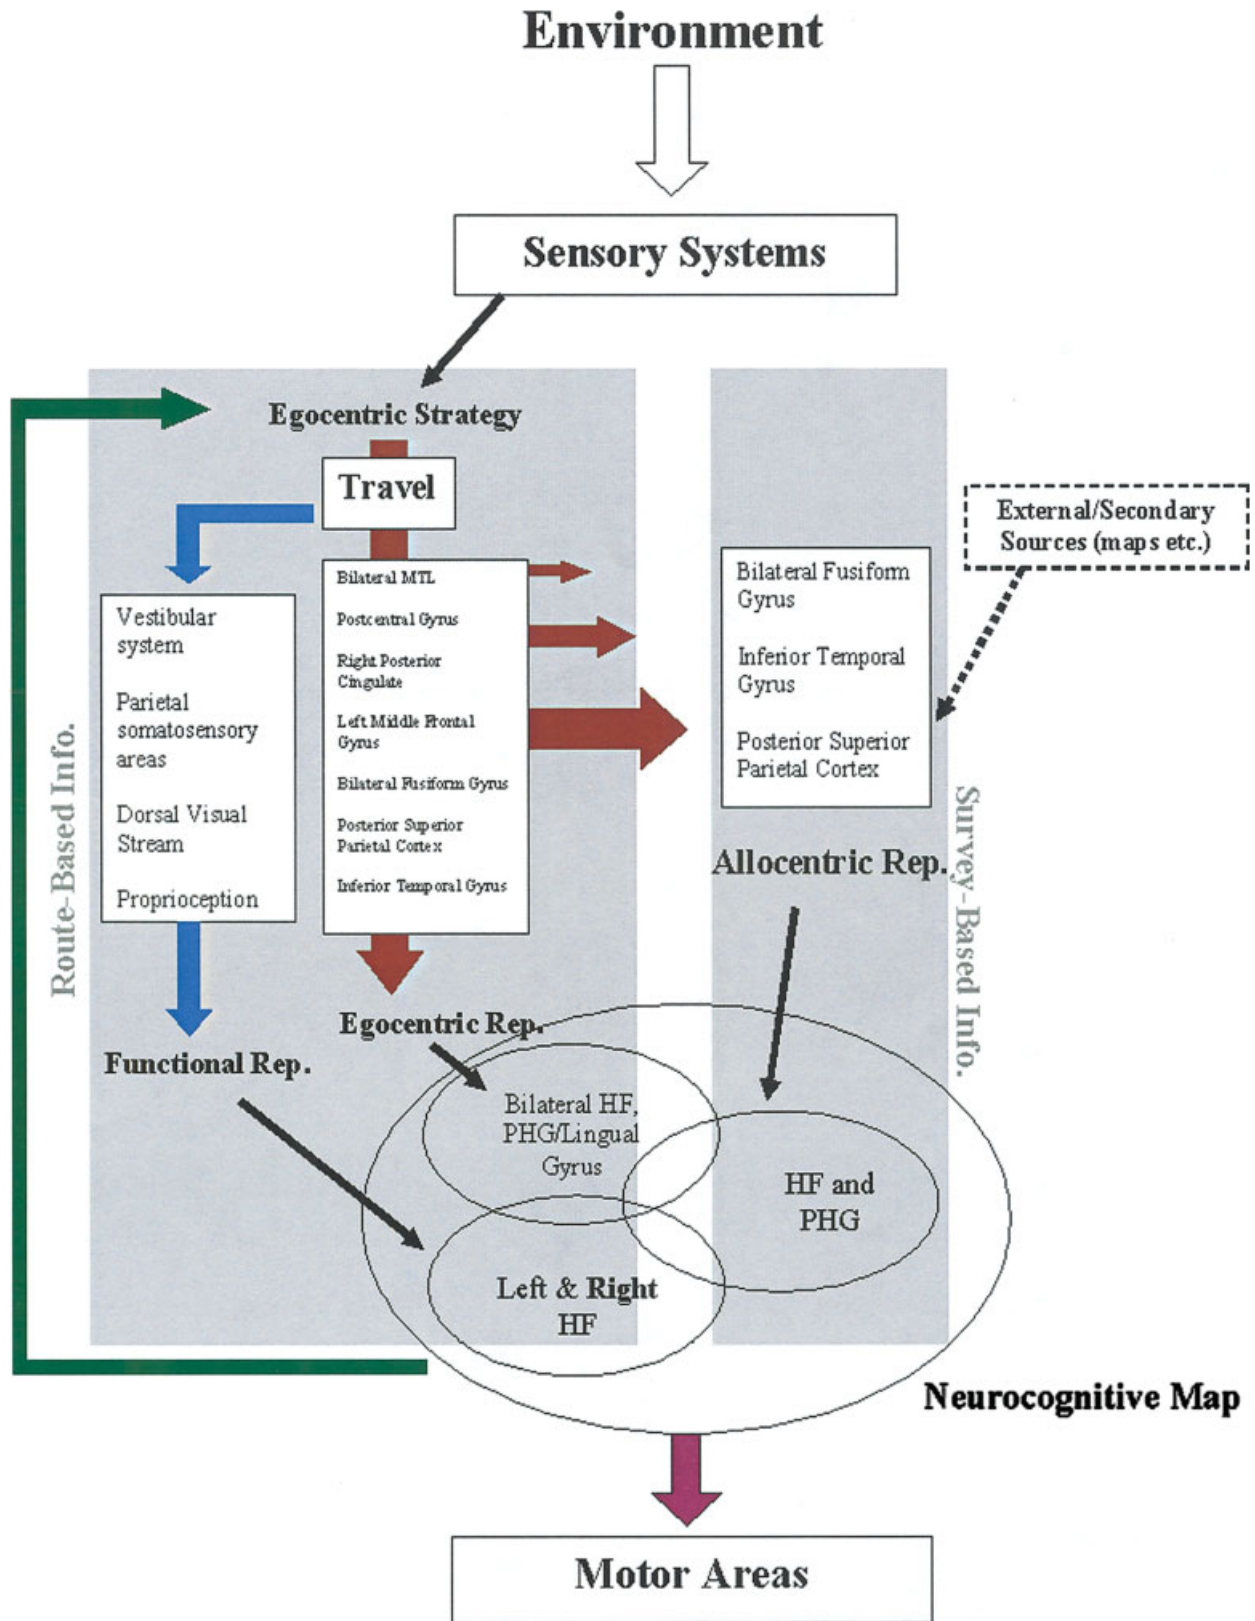 Environment
Sensory Systems
Egocentric Strategy
Travel
External/Secondary
Sources (maps etc.)
Route-Based Info.
Vestibular
system
Parietal
somatosensory
areas
Dorsal Visual
Stream
Proprioception
Bilateral MTL
Postcentral Gyrus
Right Posterior
Cingulate
Left Middle Frontal
Gyrus
Bilateral Fusiform Gyrus
Posterior Superior
Parietal Cortex
Inferior Temporal Gyrus
Bilateral Fusiform
Gyrus
Inferior Temporal
Gyrus
Posterior Superior
Parietal Cortex
Survey-Based Info.
Allocentric Rep.
Egocentric Rep.
Functional Rep.
Bilateral HF,
PHG/Lingual
Gyrus
HF and
PHG
Left & Right
HF
Neurocognitive Map
Motor Areas